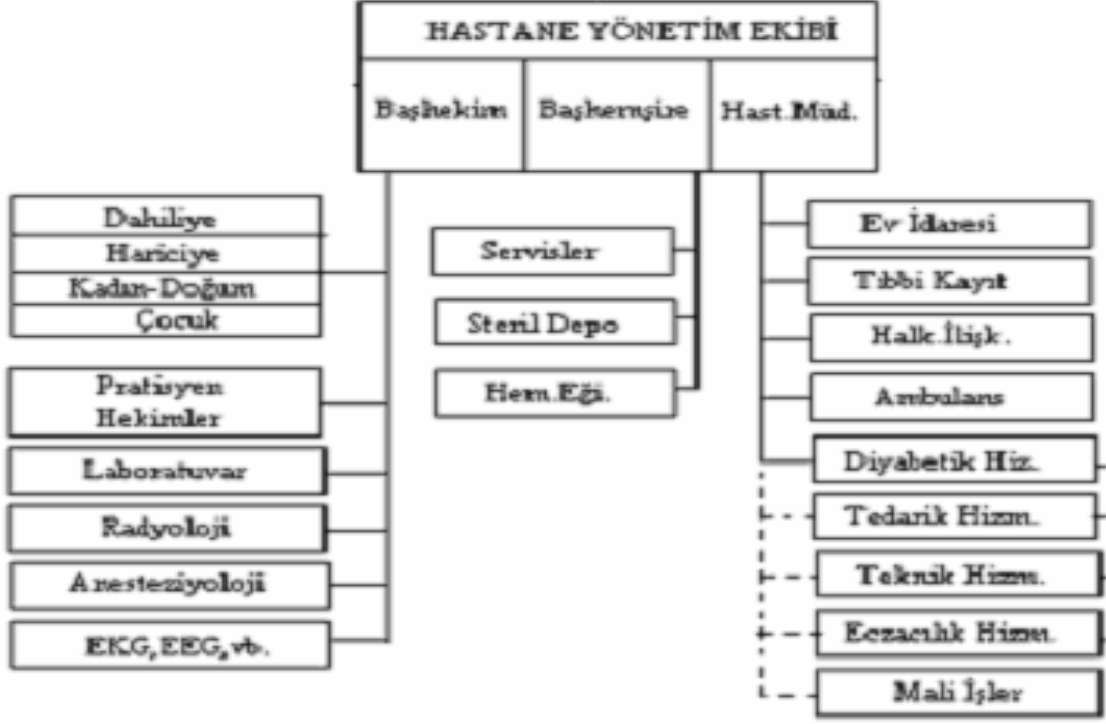 HASTANE YÖNETİM EKİBİ
Başhekim
Başhemşire
Hast.Müd.
Dahiliye
Hariciye
Kadın-Doğum
Çocuk
Pratisyen
Hekimler
Laboratuvar
Radyoloji
Anesteziyoloji
EKG,EEG,vb.
Servisler
Steril Depo
Hem.Eği.
Ev İdaresi
Tıbbi Kayıt
Halk.İlişk.
Ambulans
Diyabetik Hiz.
Tedarik Hizm.
Teknik Hizm.
Eczacılık Hizm.
Mali İşler